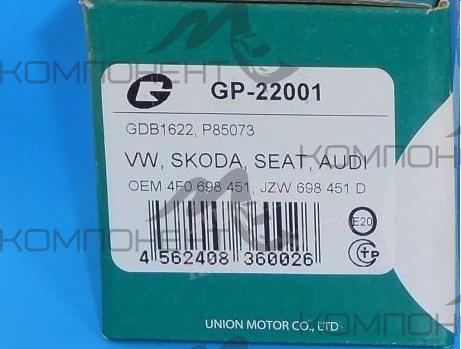 КОМПОНЕНТ
G GP-22001
GDB1622, P85073
VW, SKODA, SEAT, AUDI
OEM 4F0 698 451, JZW 698 451 D
E20
4 562408 360026
UNION MOTOR CO., LTD